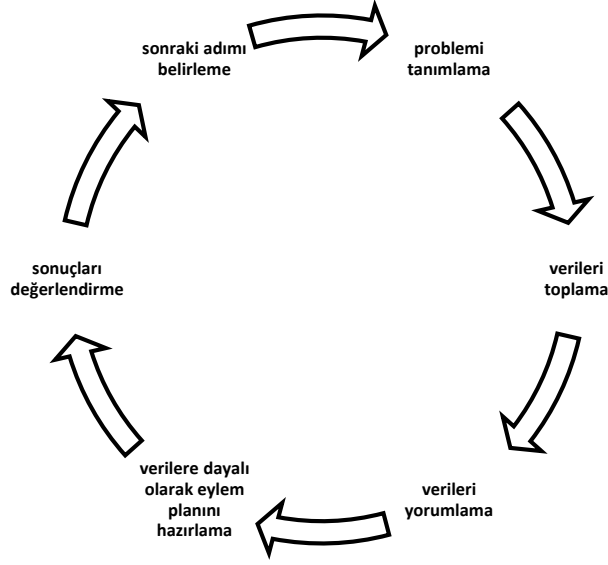 sonraki adımı
belirleme
problemi
tanımlama
verileri
toplama
verileri
yorumlama
verilere dayalı
olarak eylem
planını
hazırlama
sonuçları
değerlendirme